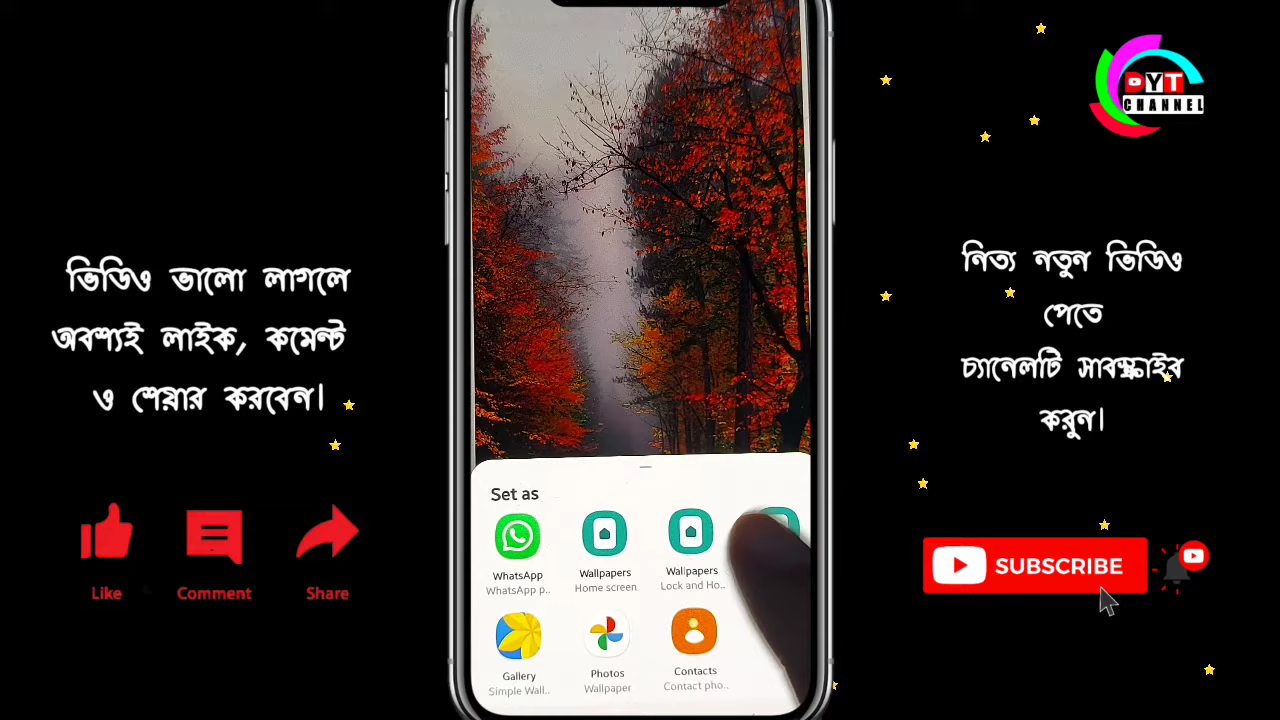 PYT
CHANNEL
ভিডিও ভালো লাগলে
অবশ্যই লাইক, কমেন্ট
ও শেয়ার করবেন।
নিত্য নতুন ভিডিও
পেতে
চ্যানেলটি সাবস্ক্রাইব
করুন।
Like
Comment
Share
SUBSCRIBE
Set as
WhatsApp
WhatsApp p..
Wallpapers
Home screen
Wallpapers
Lock and Ho..
Gallery
Simple Wall..
Photos
Wallpaper
Contacts
Contact pho..